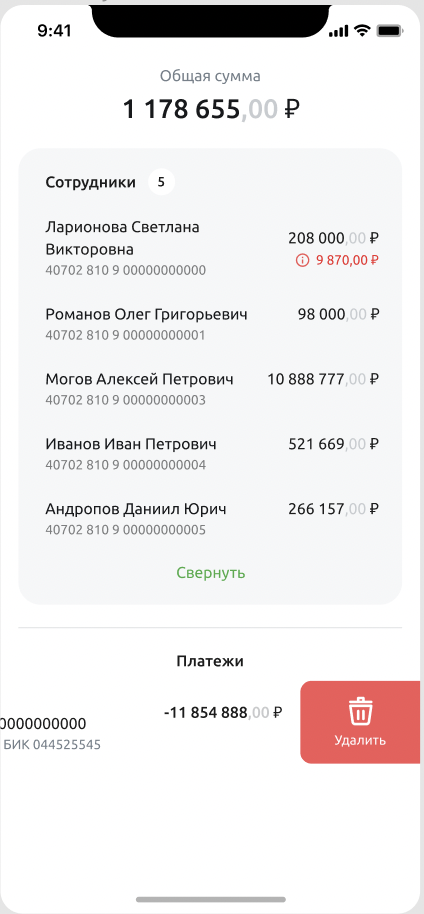 9:41
Общая сумма
1 178 655,00 ₽
Сотрудники 5
Ларионова Светлана
Викторовна
208 000,00 ₽
40702 810 9 00000000000
9 870,00 ₽
Романов Олег Григорьевич 98 000,00 ₽
40702 810 9 00000000001
Могов Алексей Петрович 10 888 777,00 ₽
40702 810 9 00000000003
Иванов Иван Петрович 521 669,00 ₽
40702 810 9 00000000004
Андропов Даниил Юрич 266 157,00 ₽
40702 810 9 00000000005
Свернуть
Платежи
-11 854 888,00 ₽
0000000000
БИК 044525545
Удалить